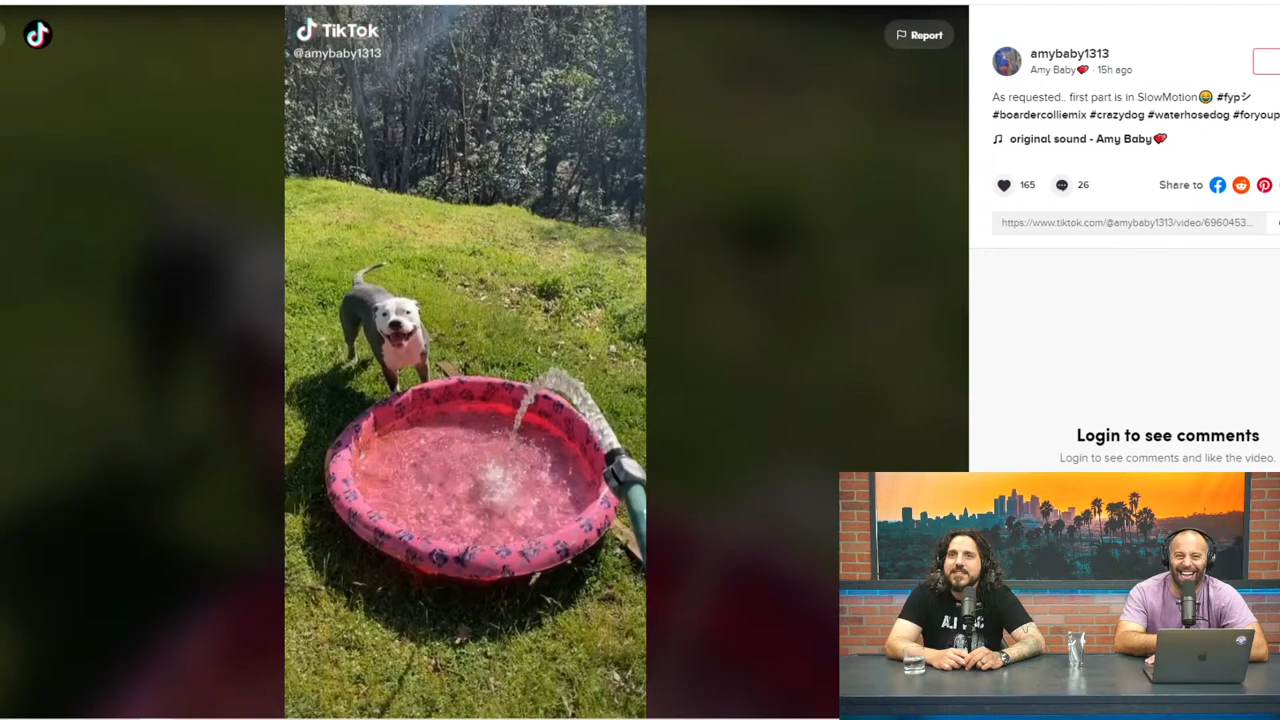 TikTok
@amybaby1313
Report
amybaby1313
Amy Baby💕 · 15h ago
As requested.. first part is in SlowMotion😂 #fypシ
#boardercolliemix #crazydog #waterhosedog #foryoup
♫ original sound - Amy Baby💕
165
26
Share to
https://www.tiktok.com/@amybaby1313/video/6960453...
Login to see comments
Login to see comments and like the video.